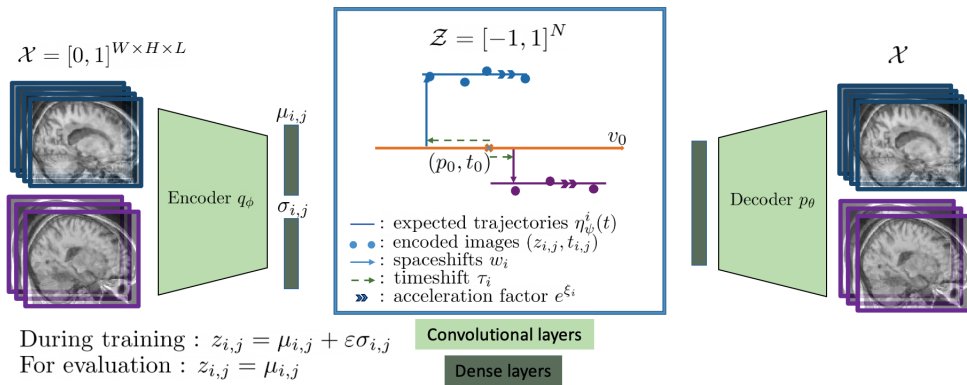 𝒳 = [0, 1]^{W×H×L}
μ_{i,j}
Encoder q_ϕ
σ_{i,j}
𝒵 = [−1, 1]^N
v_0
(p_0, t_0)
: expected trajectories η^i_ψ(t)
: encoded images (z_{i,j}, t_{i,j})
: spaceshifts w_i
: timeshift τ_i
: acceleration factor e^{ξ_i}
𝒳
Decoder p_θ
During training : z_{i,j} = μ_{i,j} + εσ_{i,j}
For evaluation : z_{i,j} = μ_{i,j}
Convolutional layers
Dense layers